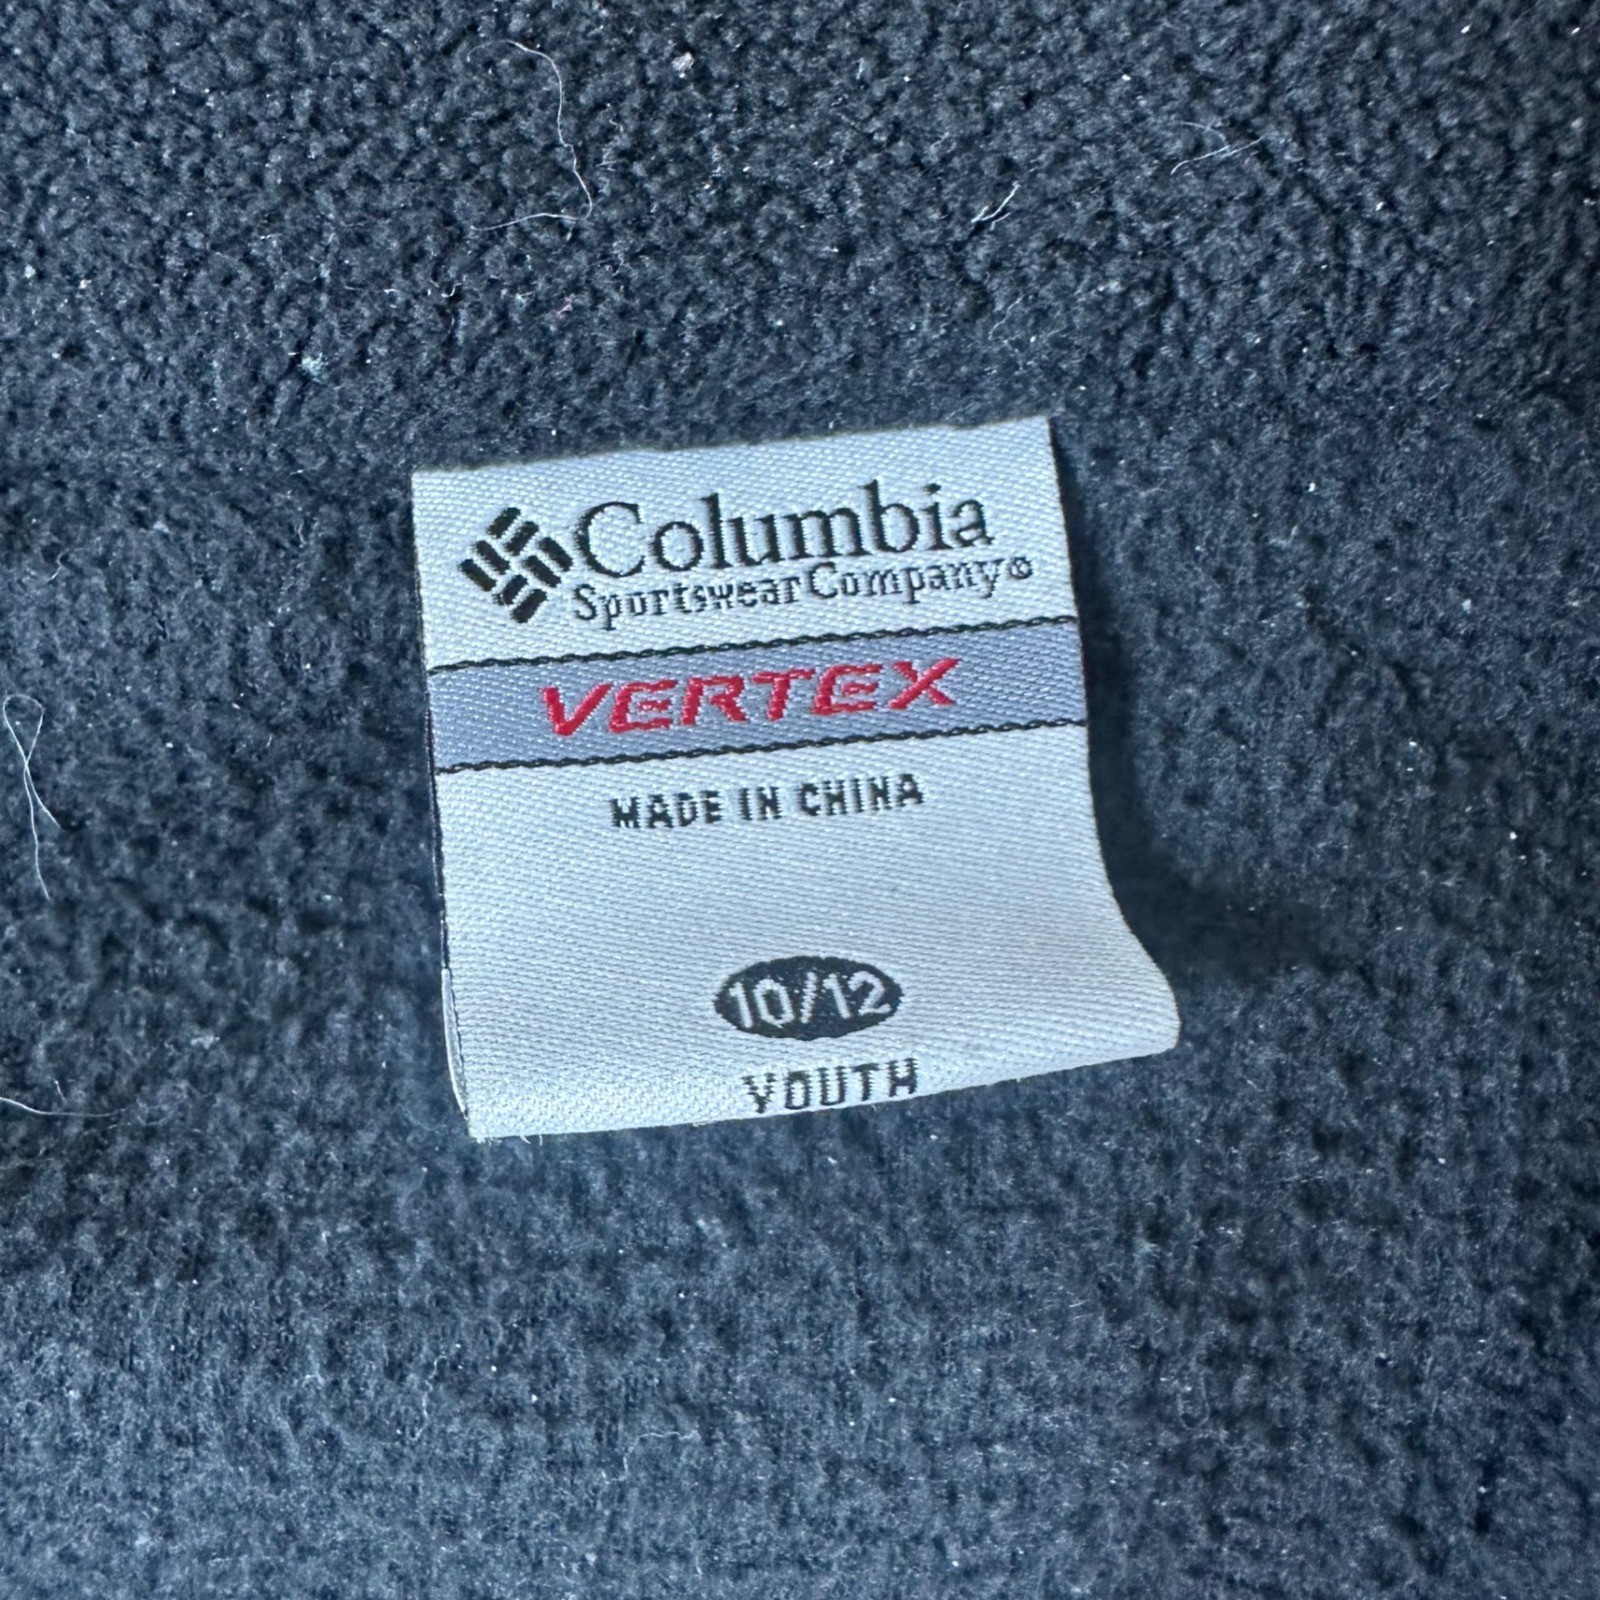 Columbia
Sportswear Company®
VERTEX
MADE IN CHINA
10/12
YOUTH